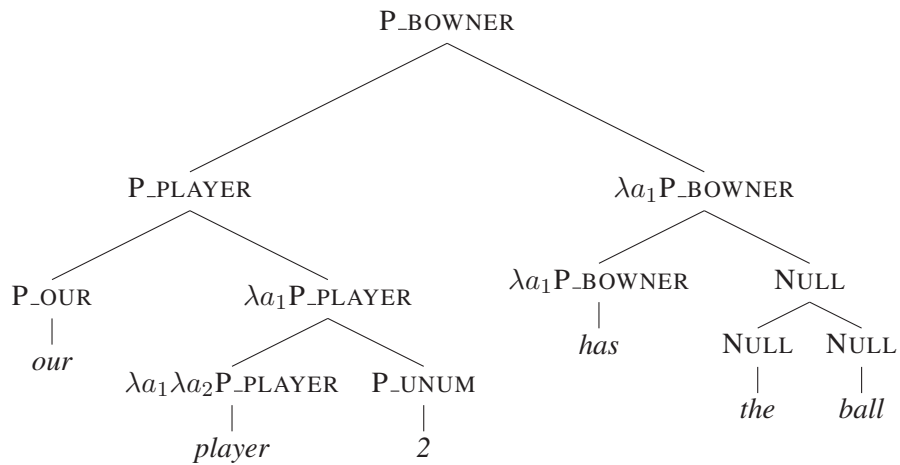 P_BOWNER
P_PLAYER λa₁P_BOWNER
P_OUR λa₁P_PLAYER λa₁P_BOWNER NULL
our has NULL NULL
λa₁λa₂P_PLAYER P_UNUM the ball
player 2